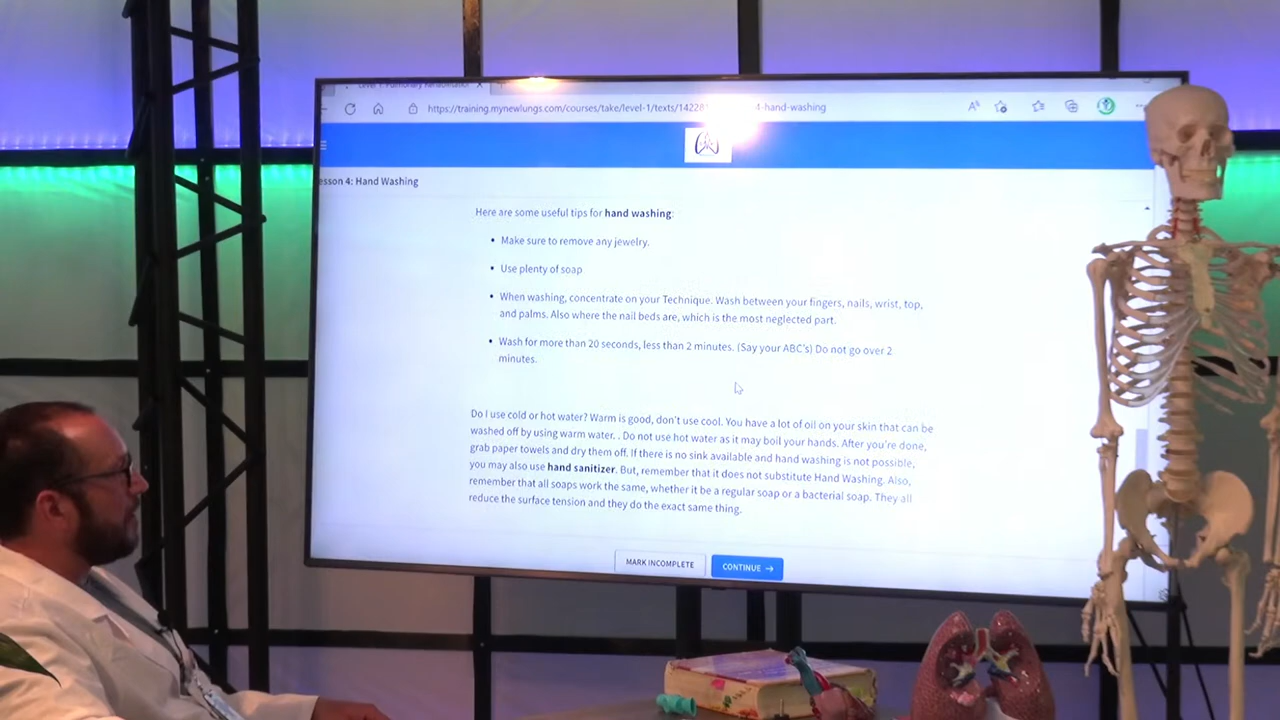 Level 1: Pulmonary Rehabilitation
https://training.mynewlungs.com/courses/take/level-1/texts/14228 4-hand-washing
esson 4: Hand Washing
Here are some useful tips for hand washing:
• Make sure to remove any jewelry.
• Use plenty of soap
• When washing, concentrate on your Technique. Wash between your fingers, nails, wrist, top,
and palms. Also where the nail beds are, which is the most neglected part.
• Wash for more than 20 seconds, less than 2 minutes. (Say your ABC's) Do not go over 2
minutes.
Do I use cold or hot water? Warm is good, don't use cool. You have a lot of oil on your skin that can be
washed off by using warm water. . Do not use hot water as it may boil your hands. After you're done,
grab paper towels and dry them off. If there is no sink available and hand washing is not possible,
you may also use hand sanitizer. But, remember that it does not substitute Hand Washing. Also,
remember that all soaps work the same, whether it be a regular soap or a bacterial soap. They all
reduce the surface tension and they do the exact same thing.
MARK INCOMPLETE
CONTINUE →